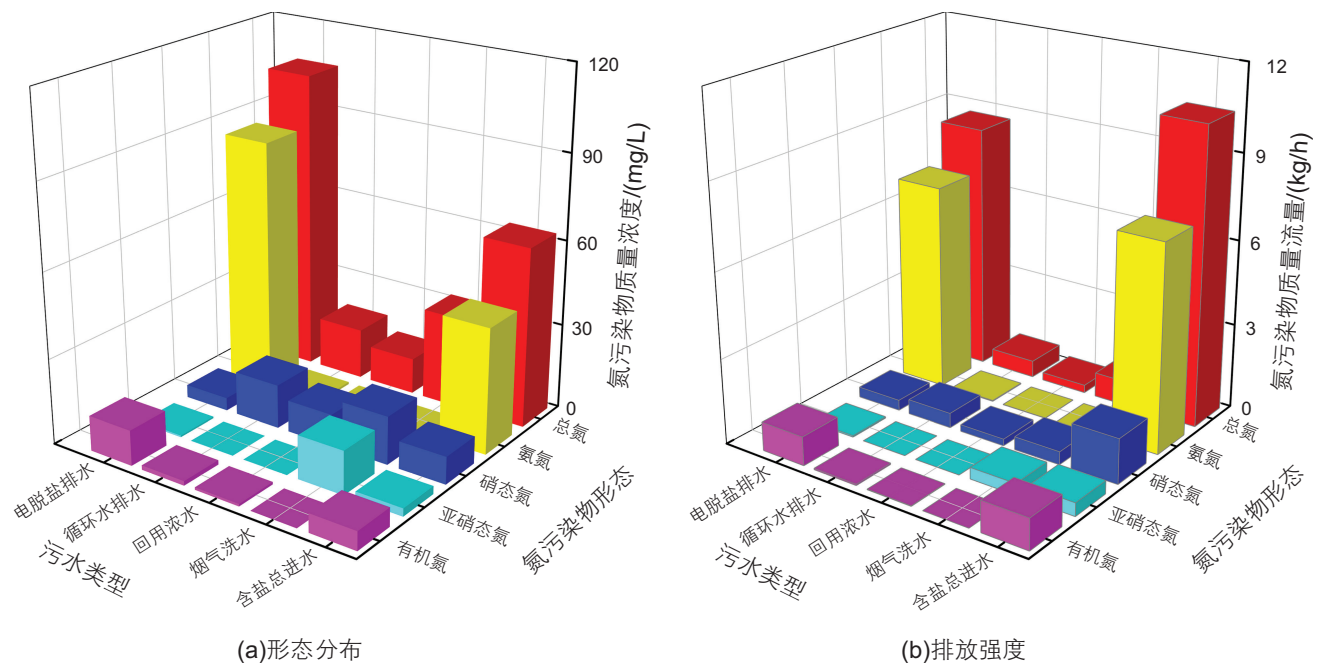 120
90
60
30
0
氮污染物质量浓度/(mg/L)
总氮
氨氮
硝态氮
亚硝态氮
有机氮
氮污染物形态
电脱盐排水
循环水排水
回用浓水
烟气洗水
含盐总进水
污水类型
(a)形态分布
12
9
6
3
0
氮污染物质量流量/(kg/h)
总氮
氨氮
硝态氮
亚硝态氮
有机氮
氮污染物形态
电脱盐排水
循环水排水
回用浓水
烟气洗水
含盐总进水
污水类型
(b)排放强度